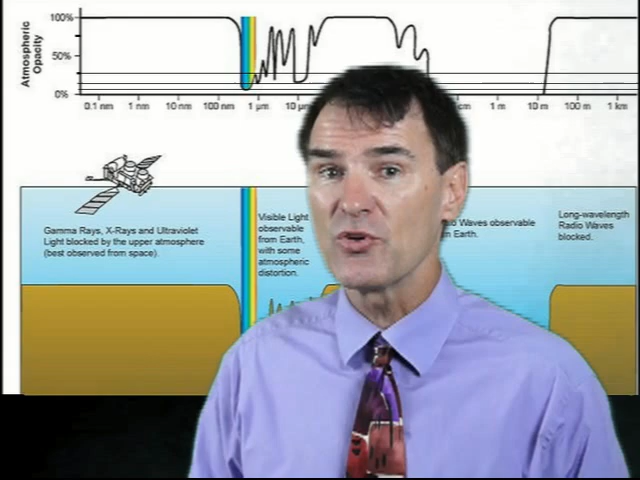 Atmospheric
Opacity
100%
50%
0%
0.1 nm 1 nm 10 nm 100 nm 1 µm 10 µm cm 1 m 10 m 100 m 1 km
Gamma Rays, X-Rays and Ultraviolet
Light blocked by the upper atmosphere
(best observed from space).
Visible Light
observable
from Earth,
with some
atmospheric
distortion.
Waves observable
Earth.
Long-wavelength
Radio Waves
blocked.